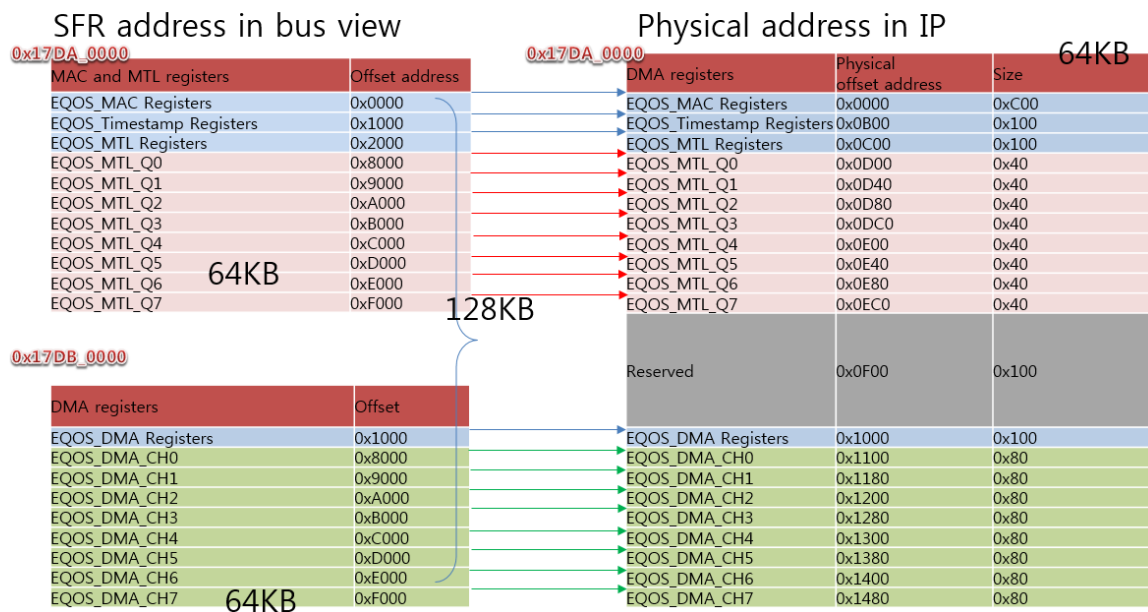 SFR address in bus view
Physical address in IP
0x17DA_0000
0x17DA_0000
64KB
MAC and MTL registers Offset address
EQOS_MAC Registers 0x0000
EQOS_Timestamp Registers 0x1000
EQOS_MTL Registers 0x2000
EQOS_MTL_Q0 0x8000
EQOS_MTL_Q1 0x9000
EQOS_MTL_Q2 0xA000
EQOS_MTL_Q3 0xB000
EQOS_MTL_Q4 0xC000
EQOS_MTL_Q5 0xD000
EQOS_MTL_Q6 0xE000
EQOS_MTL_Q7 0xF000
64KB
128KB
0x17DB_0000
DMA registers Offset
EQOS_DMA Registers 0x1000
EQOS_DMA_CH0 0x8000
EQOS_DMA_CH1 0x9000
EQOS_DMA_CH2 0xA000
EQOS_DMA_CH3 0xB000
EQOS_DMA_CH4 0xC000
EQOS_DMA_CH5 0xD000
EQOS_DMA_CH6 0xE000
EQOS_DMA_CH7 0xF000
64KB
DMA registers Physical offset address Size
EQOS_MAC Registers 0x0000 0xC00
EQOS_Timestamp Registers 0x0B00 0x100
EQOS_MTL Registers 0x0C00 0x100
EQOS_MTL_Q0 0x0D00 0x40
EQOS_MTL_Q1 0x0D40 0x40
EQOS_MTL_Q2 0x0D80 0x40
EQOS_MTL_Q3 0x0DC0 0x40
EQOS_MTL_Q4 0x0E00 0x40
EQOS_MTL_Q5 0x0E40 0x40
EQOS_MTL_Q6 0x0E80 0x40
EQOS_MTL_Q7 0x0EC0 0x40
Reserved 0x0F00 0x100
EQOS_DMA Registers 0x1000 0x100
EQOS_DMA_CH0 0x1100 0x80
EQOS_DMA_CH1 0x1180 0x80
EQOS_DMA_CH2 0x1200 0x80
EQOS_DMA_CH3 0x1280 0x80
EQOS_DMA_CH4 0x1300 0x80
EQOS_DMA_CH5 0x1380 0x80
EQOS_DMA_CH6 0x1400 0x80
EQOS_DMA_CH7 0x1480 0x80